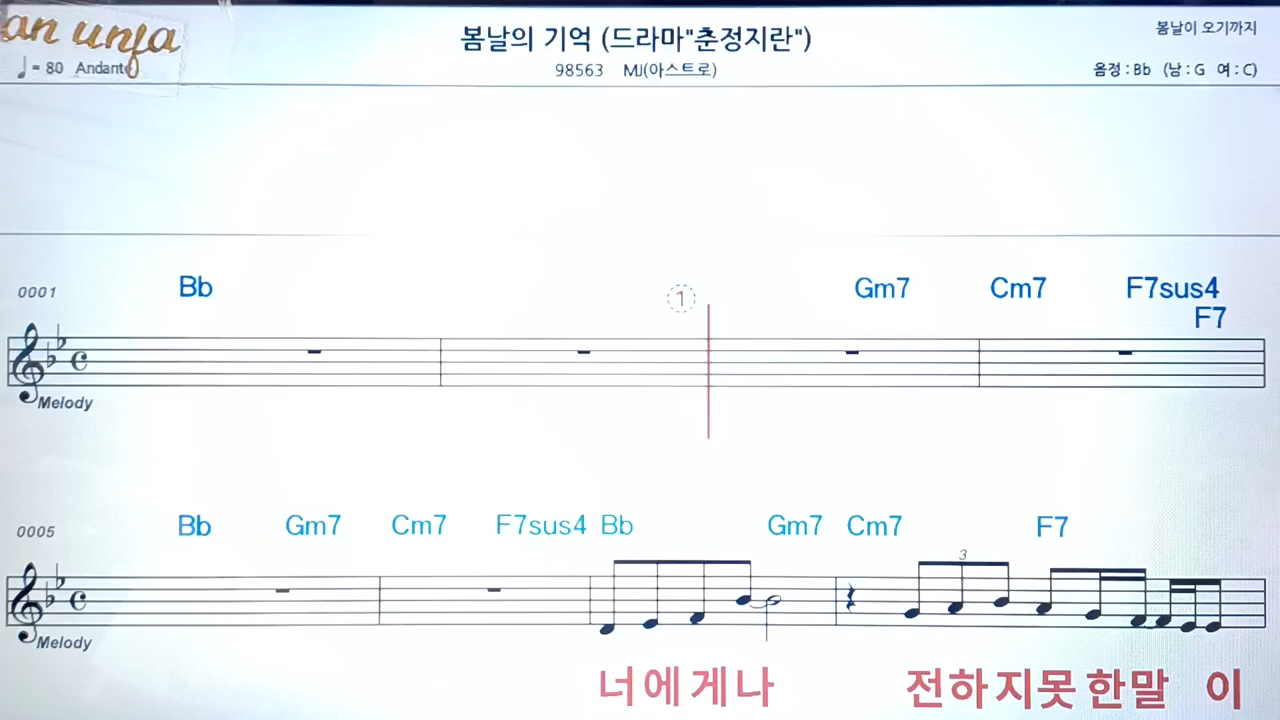 an unja
봄날의 기억 (드라마"춘정지란")
봄날이 오기까지
♩= 80 Andante
98563 MJ(아스트로)
음정 : Bb (남 : G 여 : C)
0001 Bb ① Gm7 Cm7 F7sus4
F7
Melody
0005 Bb Gm7 Cm7 F7sus4 Bb Gm7 Cm7 F7
3
Melody
너에게나 전하지못한말 이